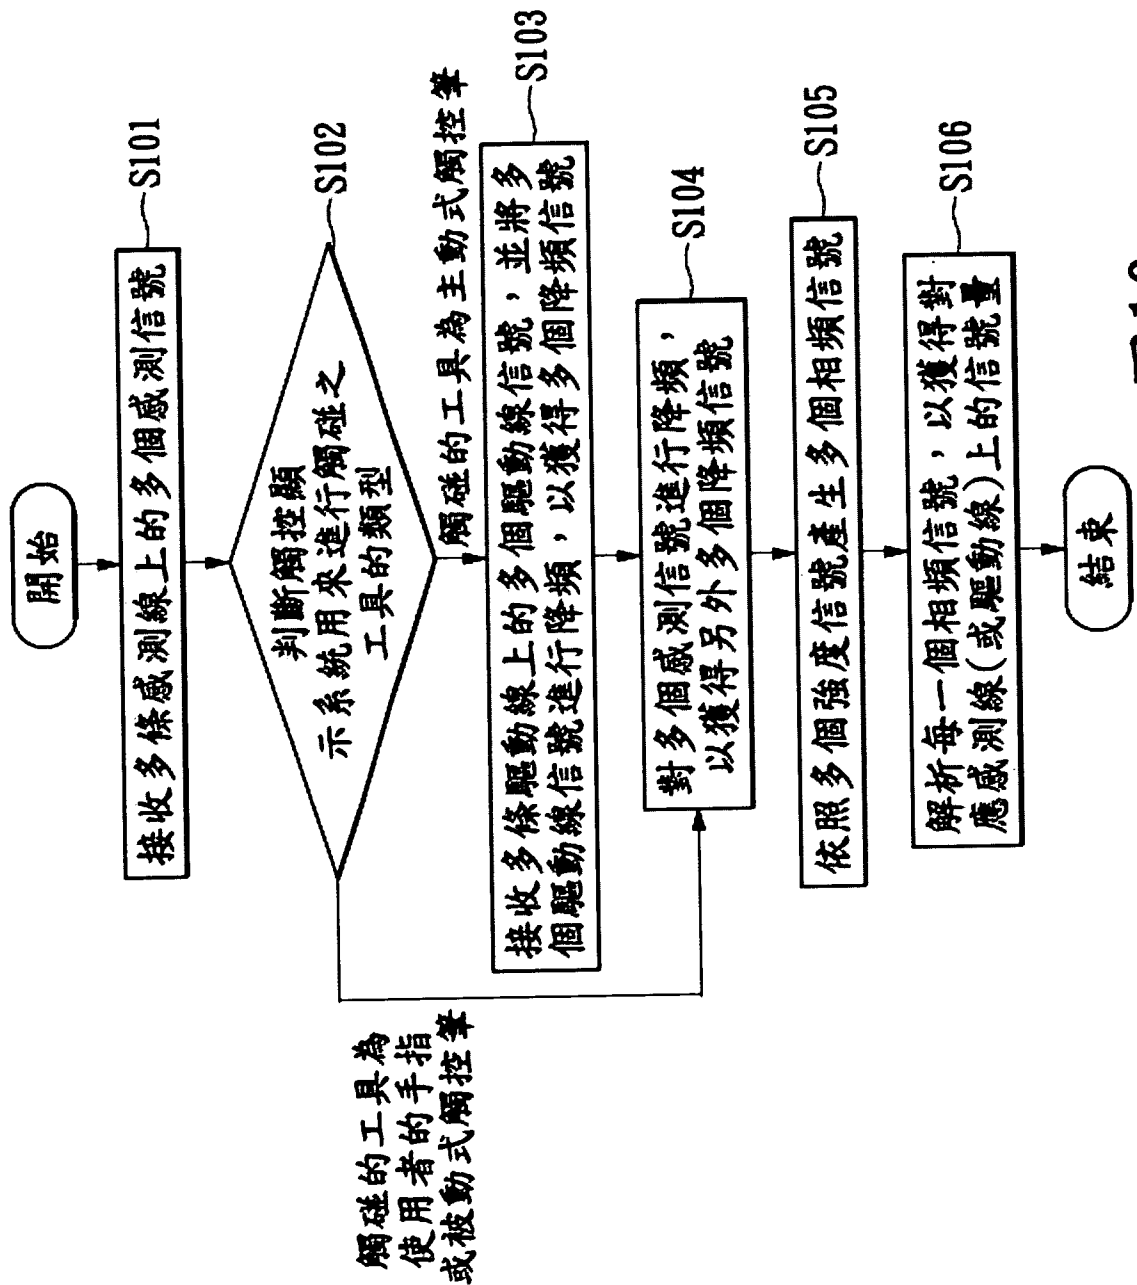 開始
接收多條感測線上的多個感測信號
S101
判斷觸控顯
示系統用來進行觸碰之
工具的類型
S102
觸碰的工具為主動式觸控筆
接收多條驅動線上的多個驅動線信號，並將多
個驅動線信號進行降頻，以獲得多個降頻信號
S103
觸碰的工具為
使用者的手指
或被動式觸控筆
對多個感測信號進行降頻，
以獲得另外多個降頻信號
S104
依照多個強度信號產生多個相頻信號
S105
解析每一個相頻信號，以獲得對
應感測線(或驅動線)上的信號量
S106
結束